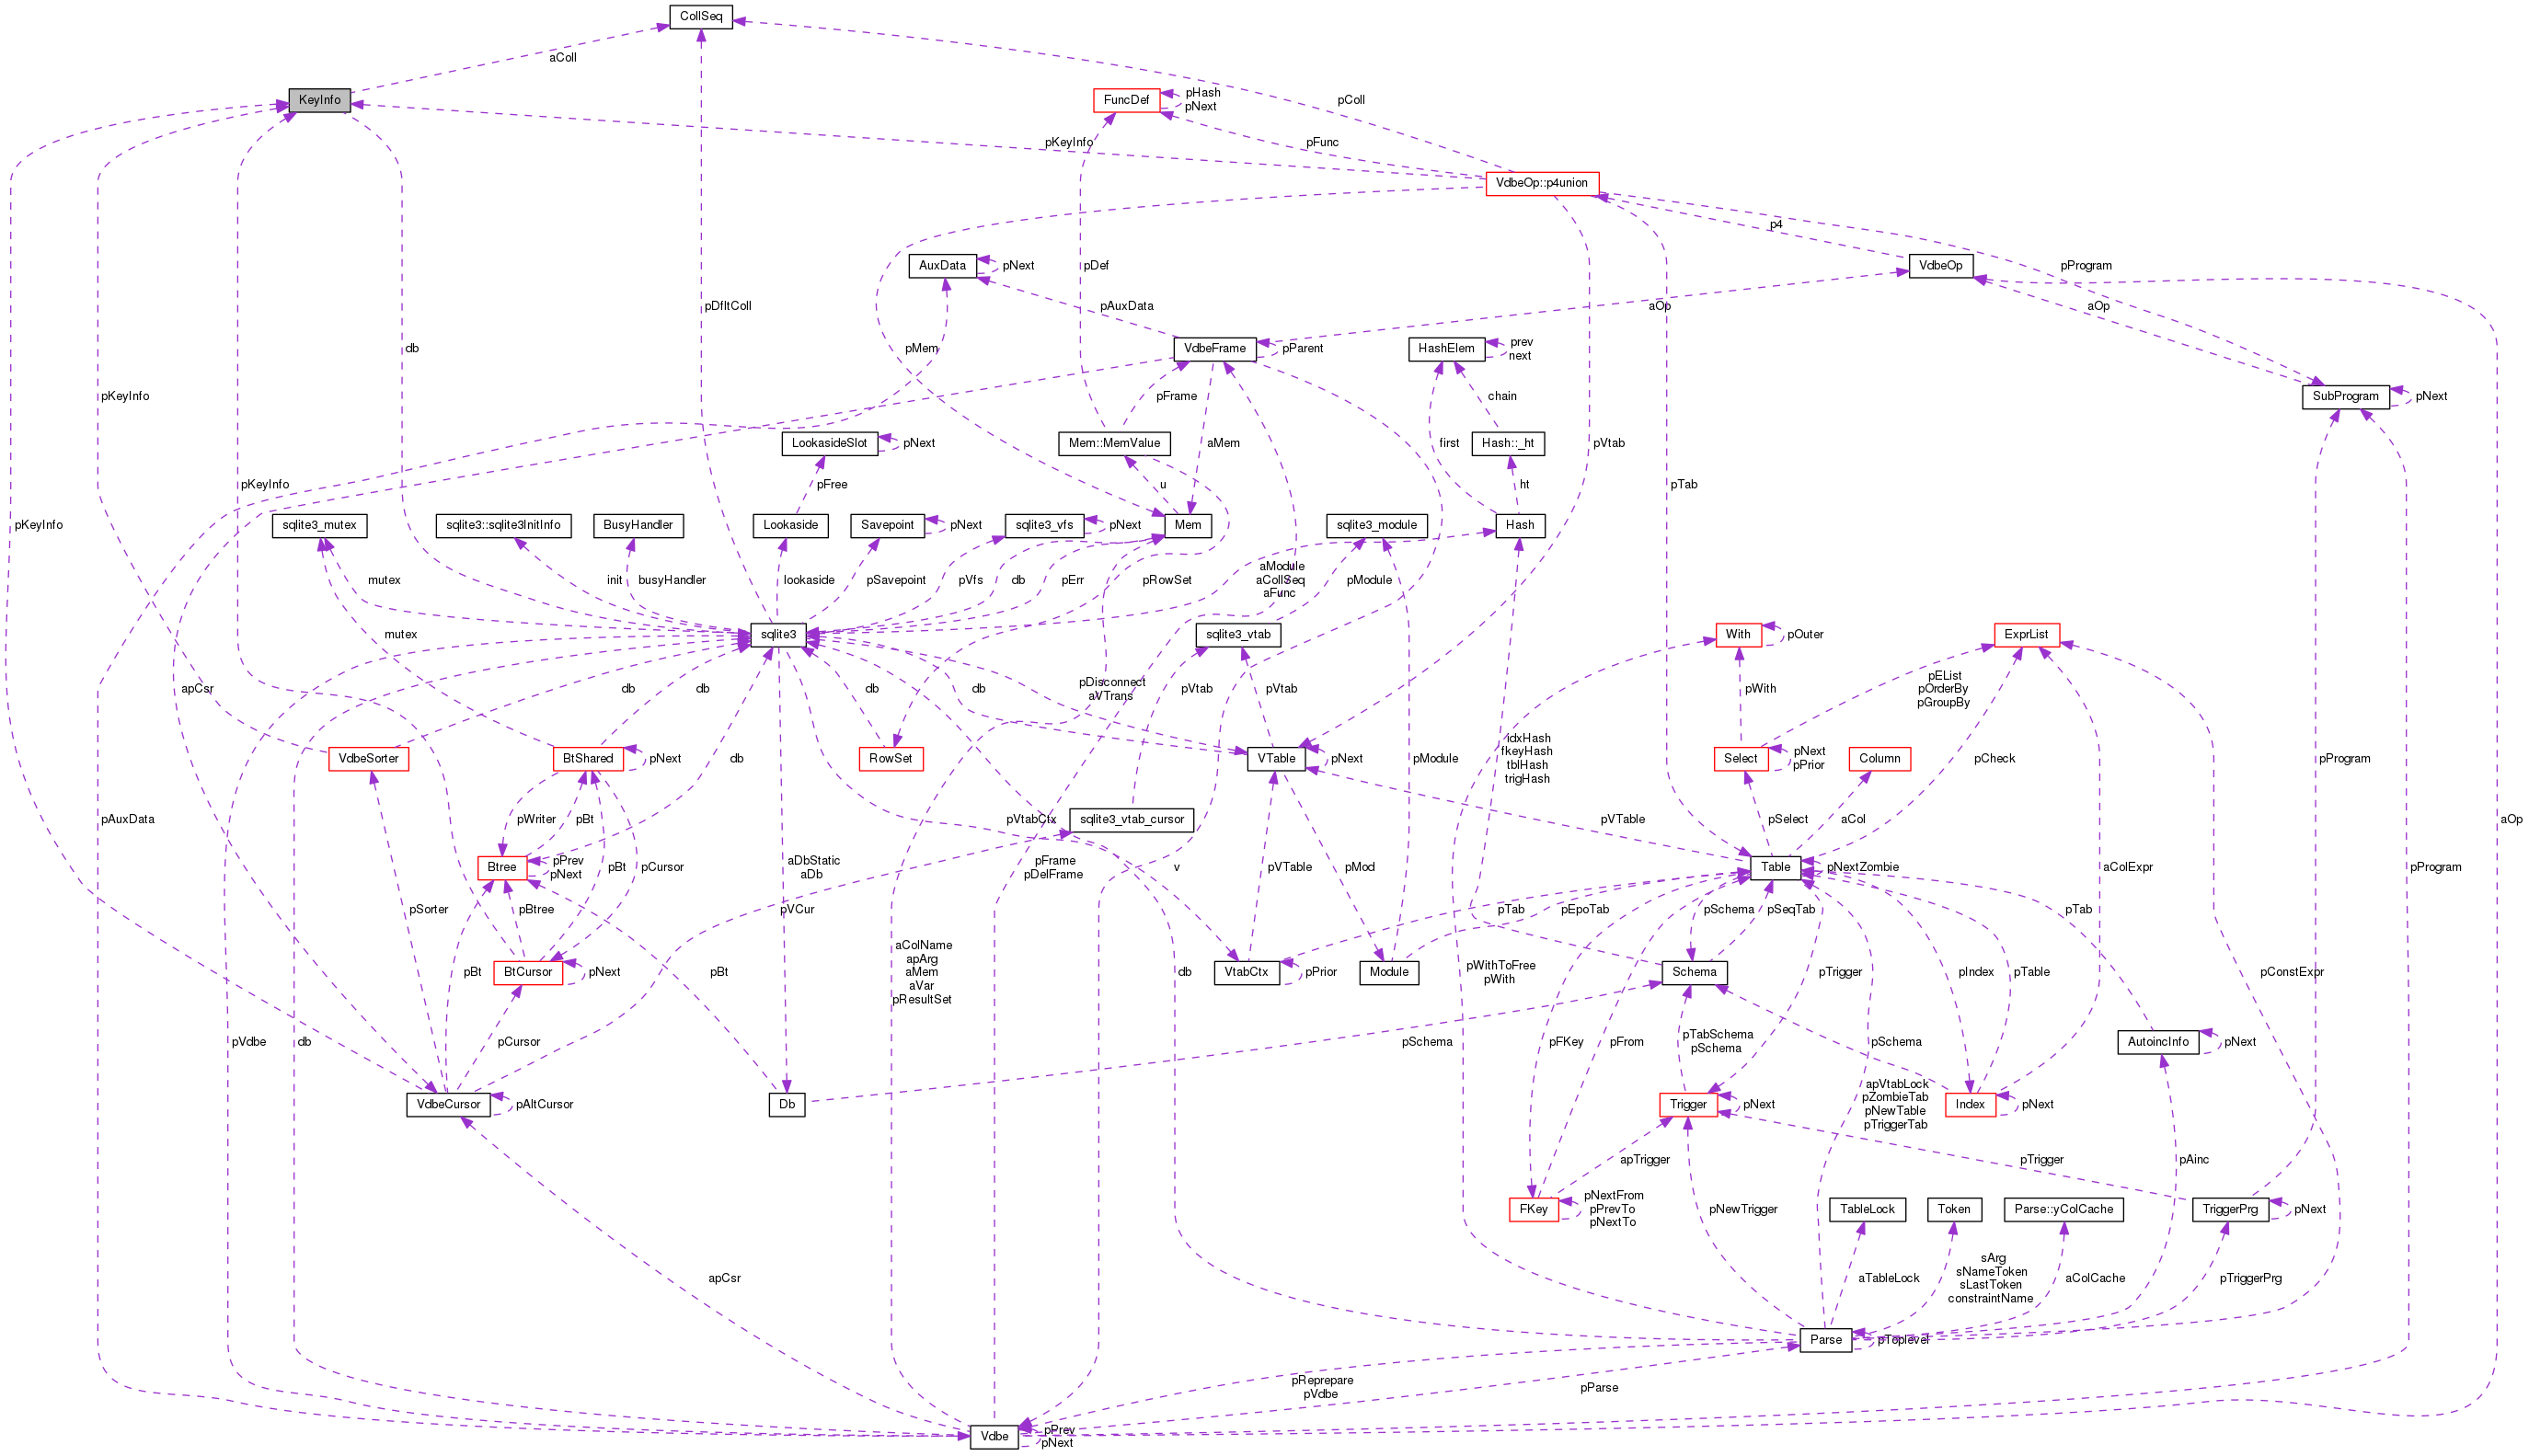 CollSeq
aColl
KeyInfo
FuncDef
pHash
pNext
pColl
pKeyInfo
pFunc
VdbeOp::p4union
p4
AuxData
pNext
pDef
VdbeOp
pProgram
pDfltColl
pAuxData
aOp
aOp
db
pMem
VdbeFrame
pParent
HashElem
prev
next
pKeyInfo
pFrame
chain
SubProgram
pNext
LookasideSlot
pNext
Mem::MemValue
aMem
first
Hash::_ht
pVtab
pKeyInfo
pFree
u
ht
pTab
pKeyInfo
sqlite3_mutex
sqlite3::sqlite3InitInfo
BusyHandler
Lookaside
Savepoint
pNext
sqlite3_vfs
pNext
Mem
sqlite3_module
Hash
mutex
init
busyHandler
lookaside
pSavepoint
pVfs
db
pErr
pRowSet
aModule
aCollSeq
aFunc
pModule
mutex
sqlite3
sqlite3_vtab
With
pOuter
ExprList
apCsr
db
db
db
db
pDisconnect
aVTrans
pVtab
pVtab
pWith
pEList
pOrderBy
pGroupBy
VdbeSorter
BtShared
pNext
db
RowSet
VTable
pNext
pModule
idxHash
fkeyHash
tblHash
trigHash
Select
pNext
pPrior
Column
pCheck
pProgram
pAuxData
pWriter
pBt
pVtabCtx
sqlite3_vtab_cursor
pVTable
pSelect
aCol
aOp
Btree
pPrev
pNext
pBt
pCursor
aDbStatic
aDb
pFrame
pDelFrame
v
pVTable
pMod
Table
pNextZombie
aColExpr
pProgram
pSorter
pBtree
pVCur
pTab
pEpoTab
pSchema
pSeqTab
pTab
pBt
BtCursor
pNext
pBt
aColName
apArg
aMem
aVar
pResultSet
db
VtabCtx
pPrior
Module
pWithToFree
pWith
Schema
pTrigger
pIndex
pTable
pConstExpr
pVdbe
db
pCursor
pSchema
pFKey
pFrom
pTabSchema
pSchema
pSchema
AutoincInfo
pNext
VdbeCursor
pAltCursor
Db
Trigger
pNext
apVtabLock
pZombieTab
pNewTable
pTriggerTab
Index
pNext
apTrigger
pTrigger
pAinc
FKey
pNextFrom
pPrevTo
pNextTo
pNewTrigger
TableLock
Token
Parse::yColCache
TriggerPrg
pNext
apCsr
aTableLock
sArg
sNameToken
sLastToken
constraintName
aColCache
pTriggerPrg
Parse
pToplevel
pReprepare
pVdbe
pParse
Vdbe
pPrev
pNext